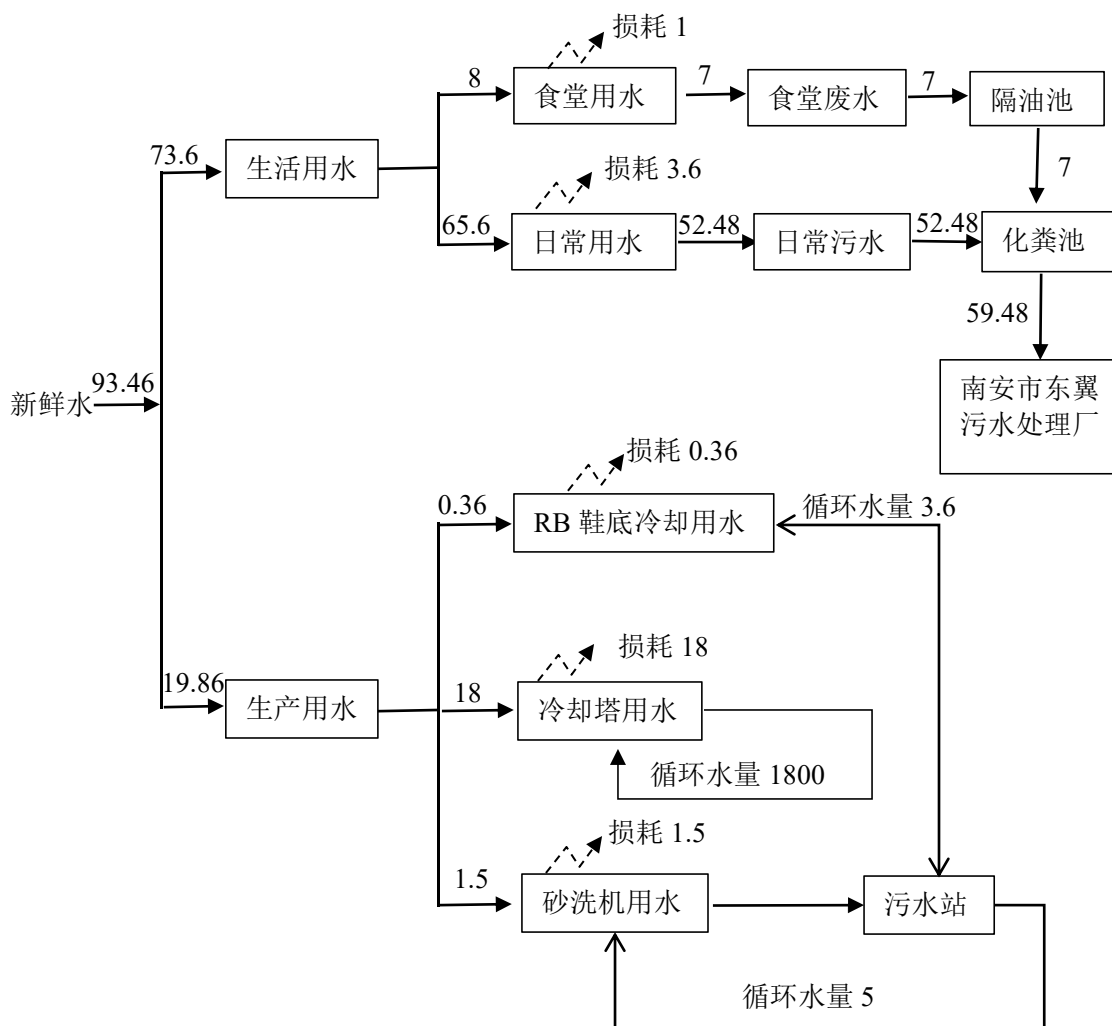 损耗 1
8
食堂用水
7
食堂废水
7
隔油池
73.6
生活用水
7
损耗 3.6
65.6
日常用水
52.48
日常污水
52.48
化粪池
59.48
新鲜水
93.46
南安市东翼
污水处理厂
损耗 0.36
0.36
RB 鞋底冷却用水
循环水量 3.6
损耗 18
19.86
生产用水
18
冷却塔用水
循环水量 1800
损耗 1.5
1.5
砂洗机用水
污水站
循环水量 5